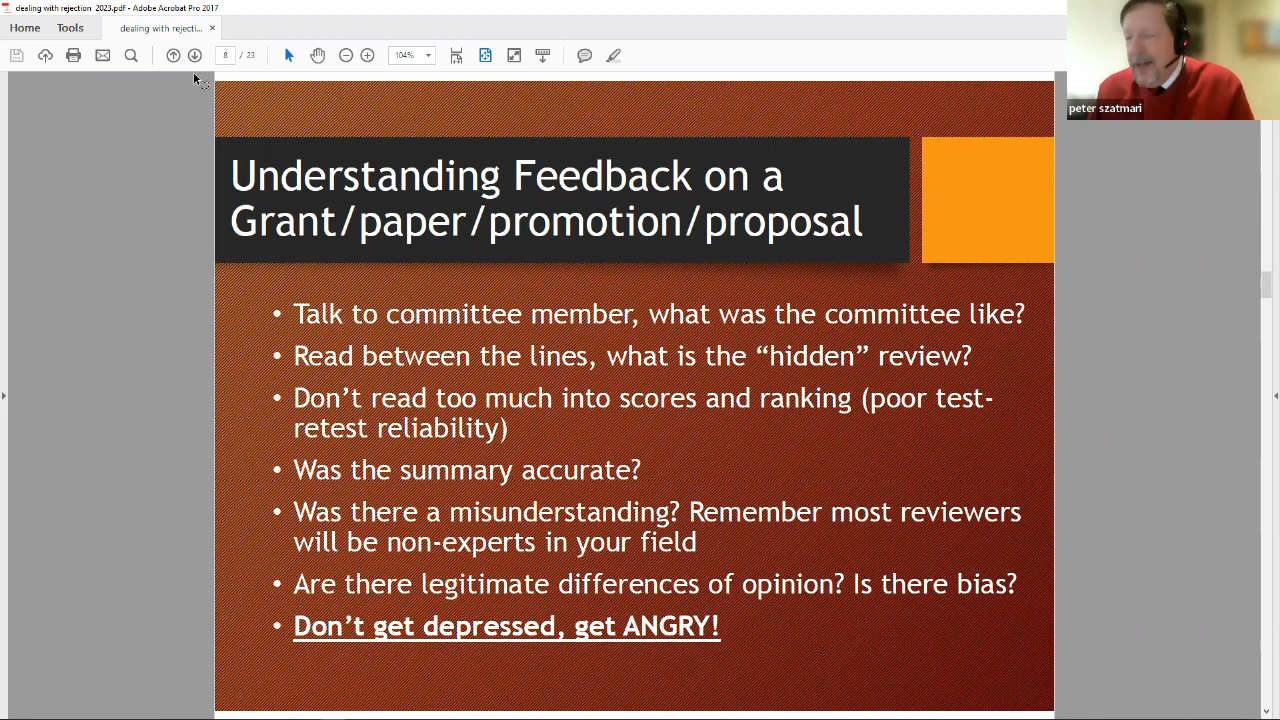 dealing with rejection 2023.pdf - Adobe Acrobat Pro 2017
Home Tools dealing with rejecti... ×
8 / 23 104%
peter szatmari
Understanding Feedback on a
Grant/paper/promotion/proposal
• Talk to committee member, what was the committee like?
• Read between the lines, what is the “hidden” review?
• Don’t read too much into scores and ranking (poor test-
retest reliability)
• Was the summary accurate?
• Was there a misunderstanding? Remember most reviewers
will be non-experts in your field
• Are there legitimate differences of opinion? Is there bias?
• Don’t get depressed, get ANGRY!